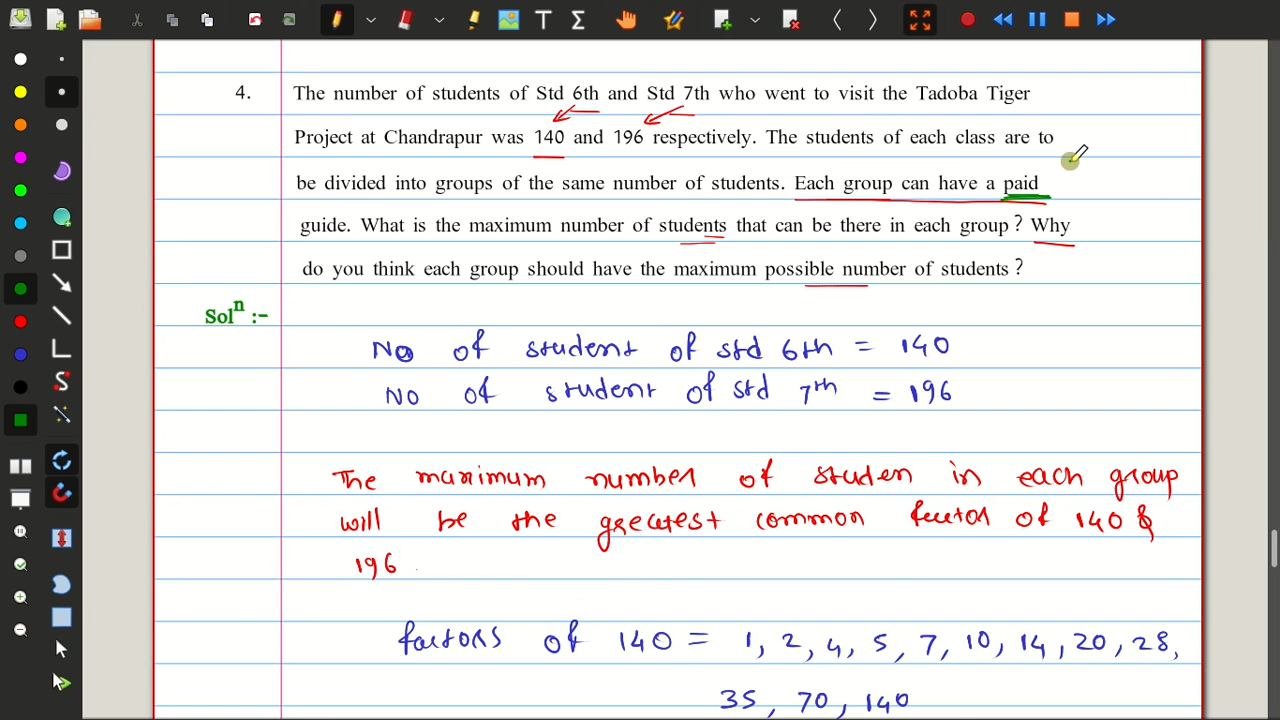 4. The number of students of Std 6th and Std 7th who went to visit the Tadoba Tiger
Project at Chandrapur was 140 and 196 respectively. The students of each class are to
be divided into groups of the same number of students. Each group can have a paid
guide. What is the maximum number of students that can be there in each group? Why
do you think each group should have the maximum possible number of students?
Solⁿ :-
No of student of std 6th = 140
No of student of std 7th = 196
The maximum number of studen in each group
will be the greatest common factor of 140 &
196
factors of 140 = 1, 2, 4, 5, 7, 10, 14, 20, 28,
35, 70, 140